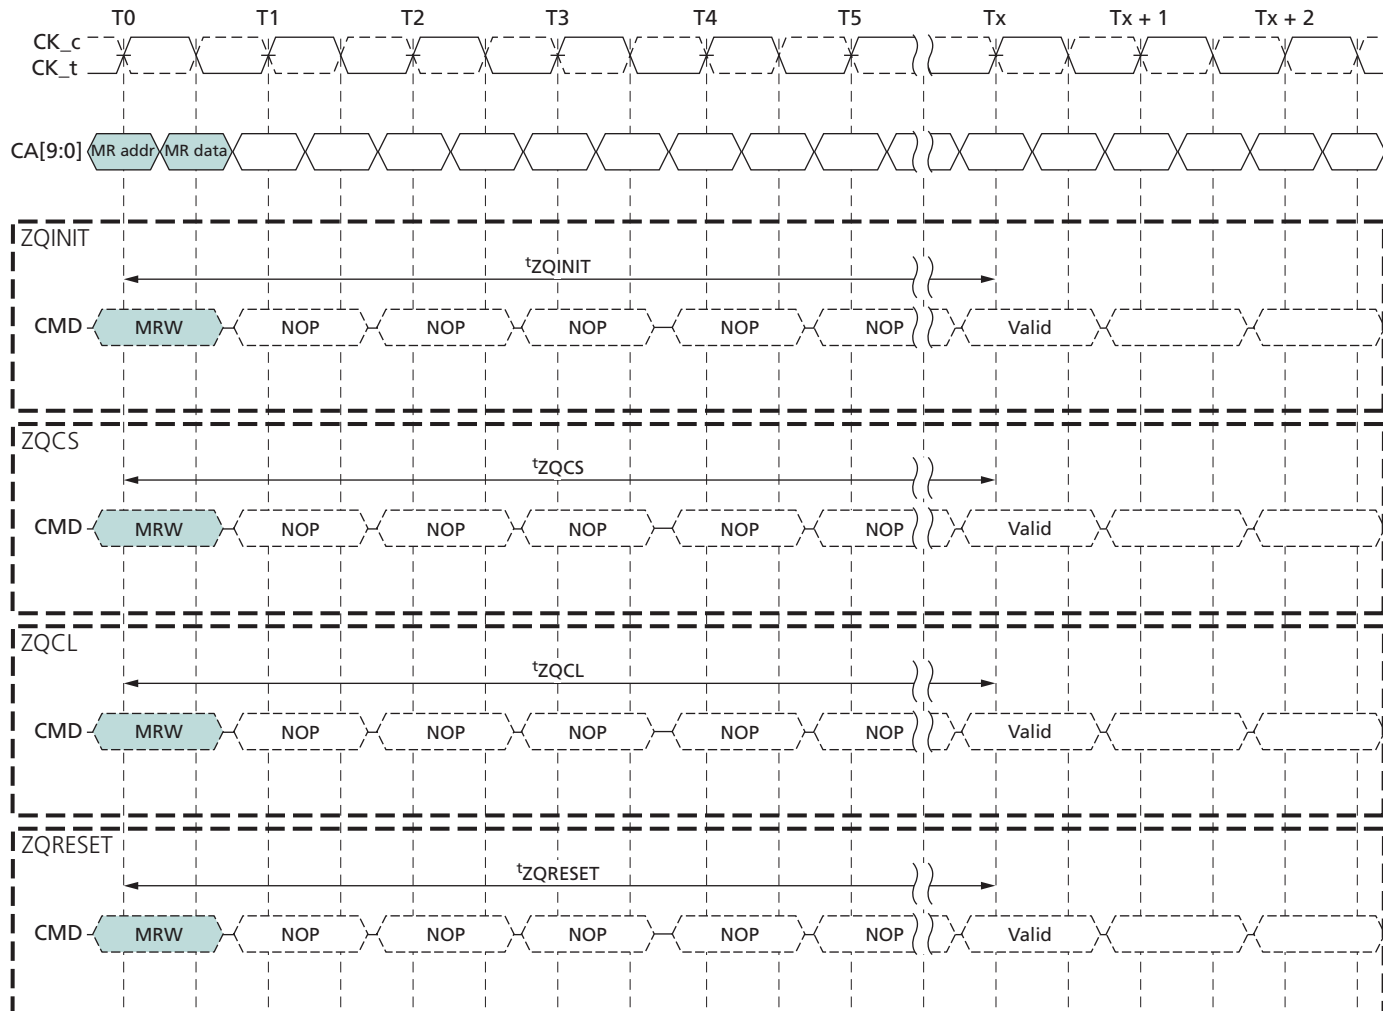 T0 T1 T2 T3 T4 T5 Tx Tx + 1 Tx + 2
CK_c
CK_t
CA[9:0] MR addr MR data
ZQINIT
tZQINIT
CMD MRW NOP NOP NOP NOP NOP Valid
ZQCS
tZQCS
CMD MRW NOP NOP NOP NOP NOP Valid
ZQCL
tZQCL
CMD MRW NOP NOP NOP NOP NOP Valid
ZQRESET
tZQRESET
CMD MRW NOP NOP NOP NOP NOP Valid